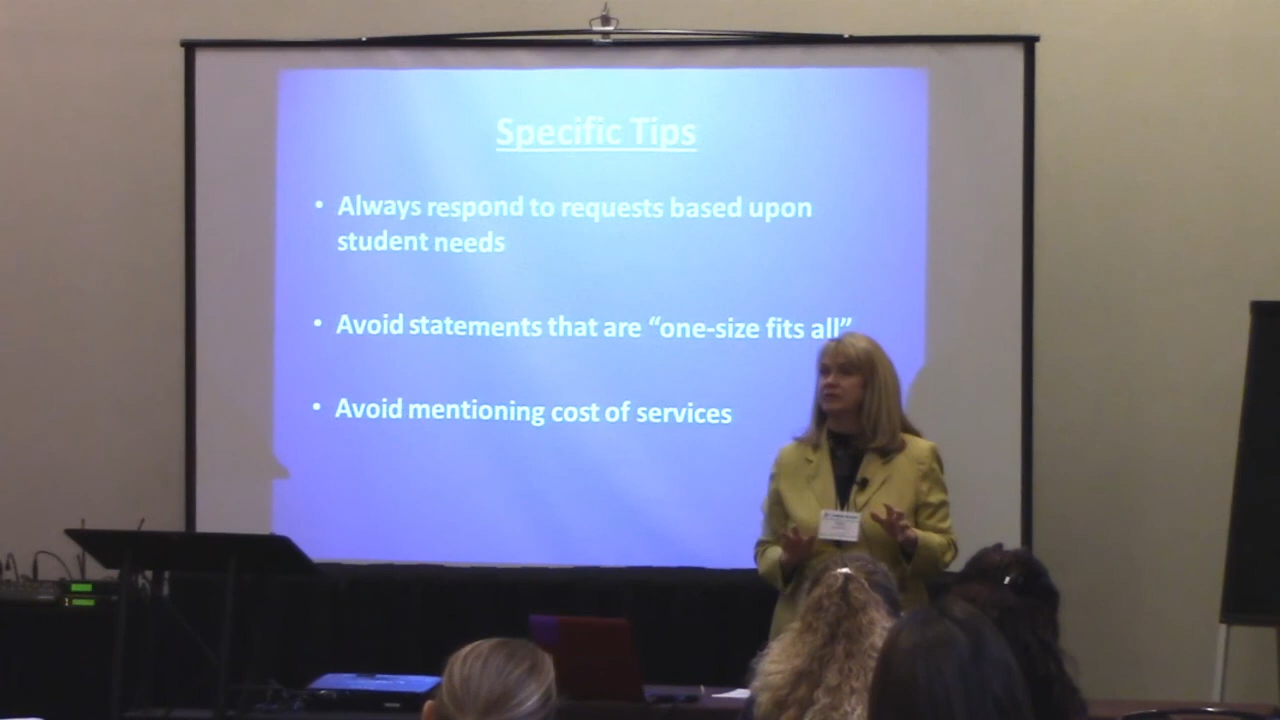 Specific Tips
• Always respond to requests based upon
student needs
• Avoid statements that are “one-size fits all”
• Avoid mentioning cost of services